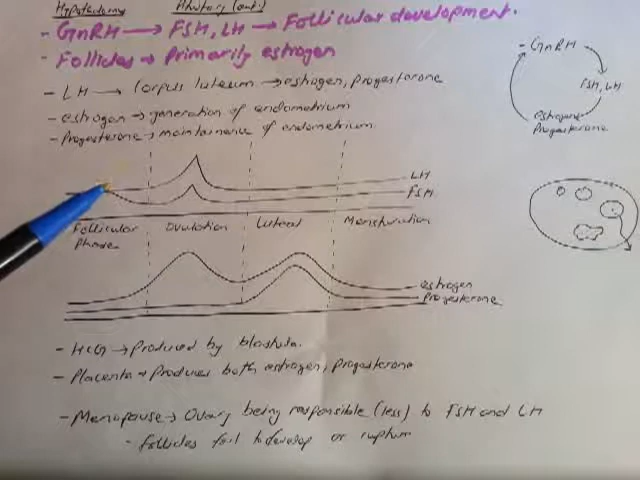 Hypothalamus Pituitary (ant.)
- GnRH → FSH, LH → Follicular development.
- Follicles → Primarily estrogen
- LH → Corpus luteum → estrogen, progesterone
- estrogen → generation of endometrium
- Progesterone → maintainance of endometrium
- GnRH
FSH, LH
estrogen
Progesterone
LH
FSH
Follicular Phase
Ovulation
Luteal
Menstruation
estrogen
Progesterone
- HCG → Produced by blastula.
- Placenta → Produces both estrogen, Progesterone
- Menopause → Ovary being responsible (less) to FSH and LH
- follicles fail to develop or rupture